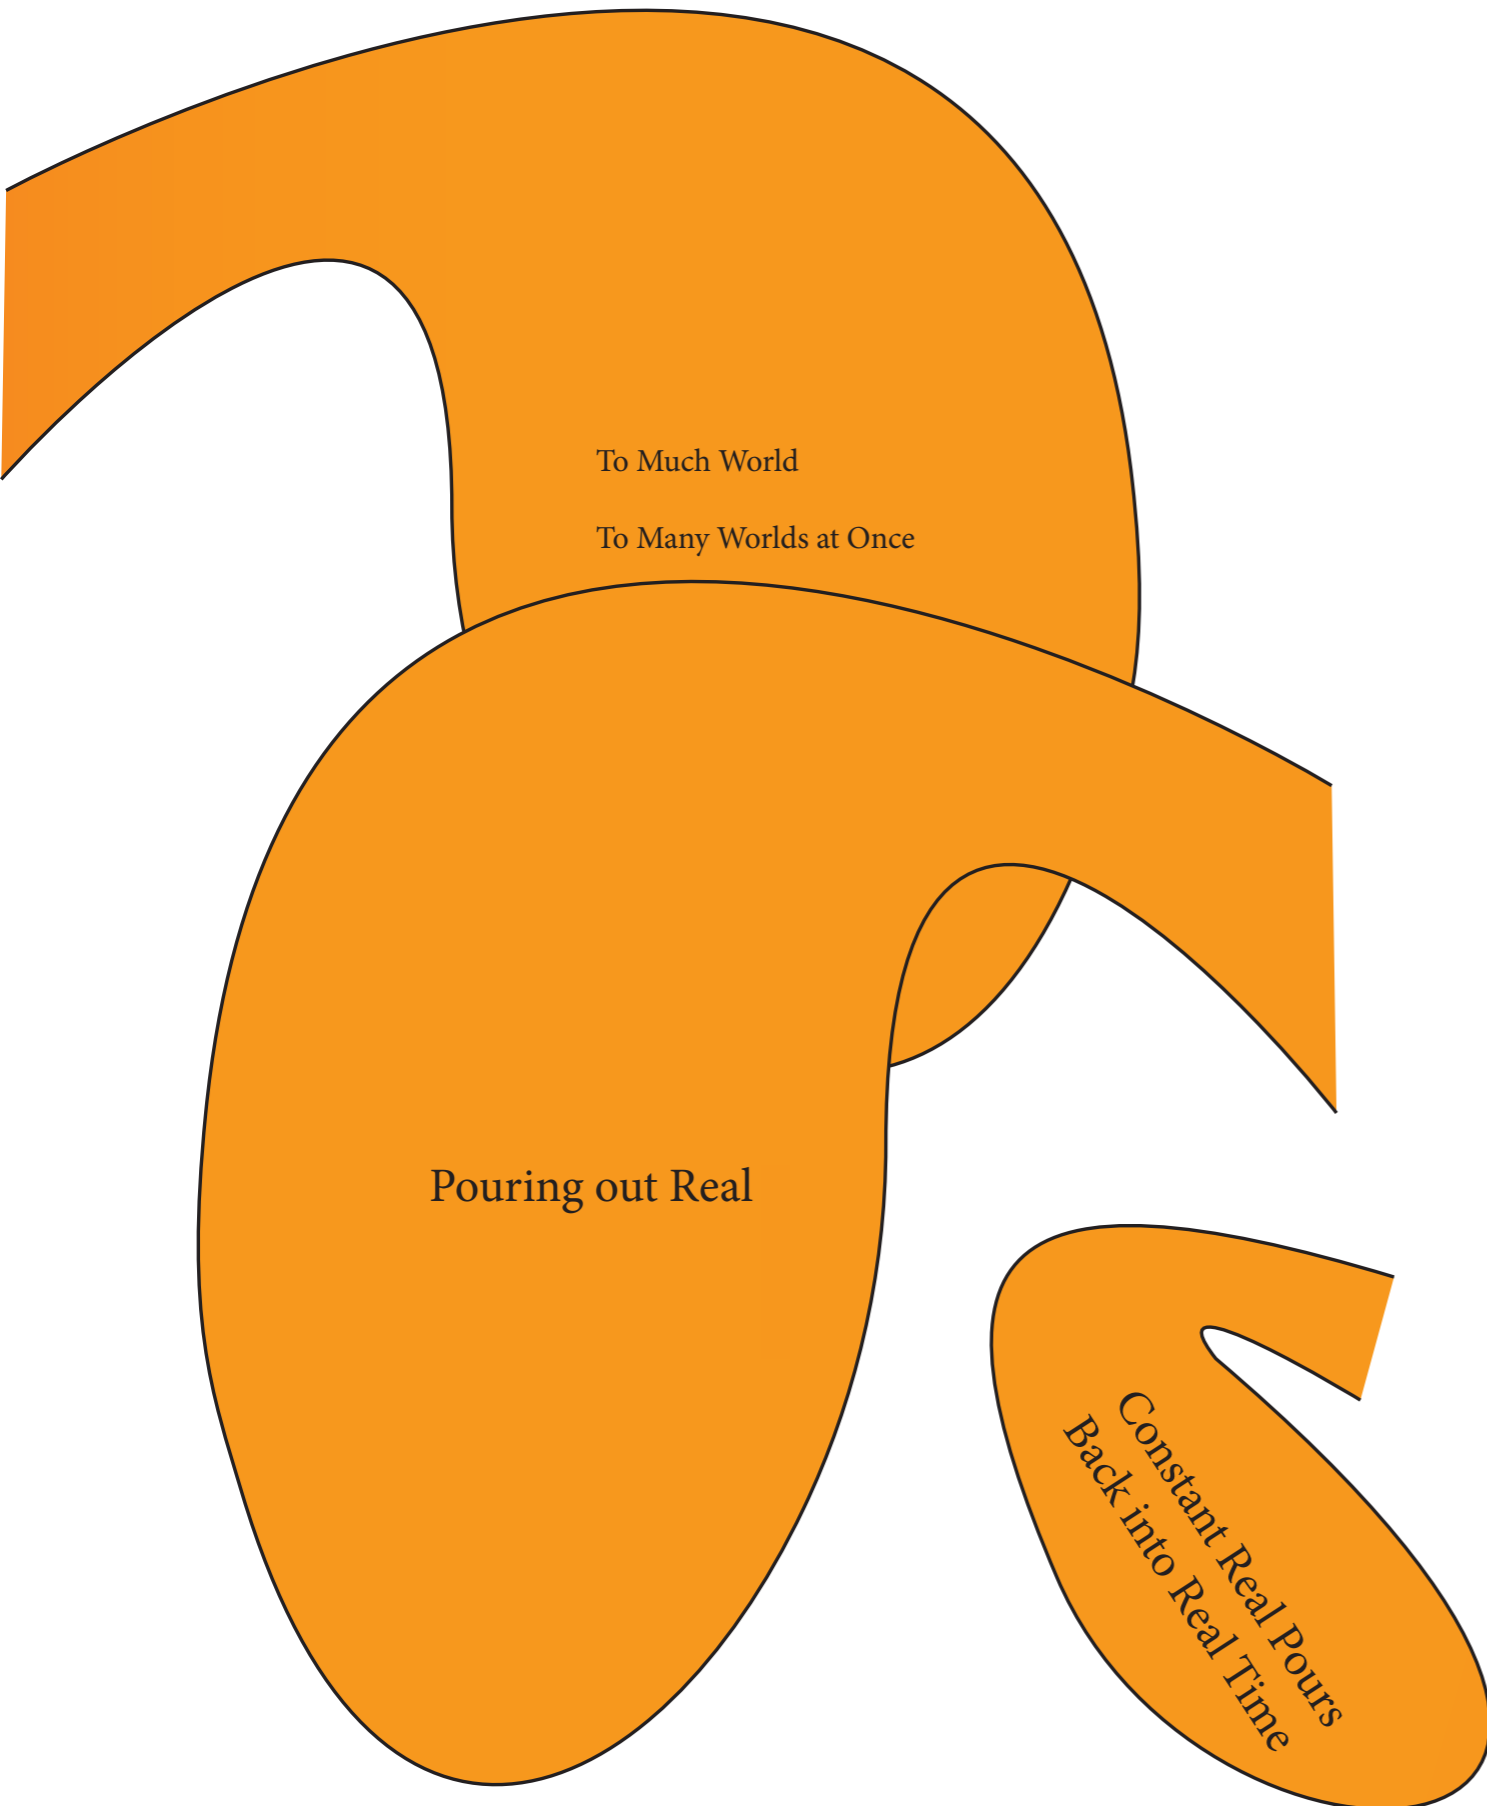 To Much World
To Many Worlds at Once
Pouring out Real
Constant Real Pours
Back into Real Time